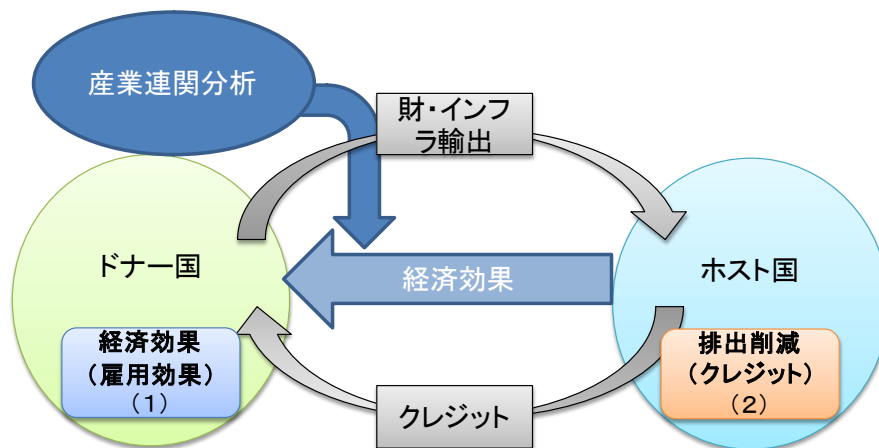 産業連関分析
財・インフ
ラ輸出
ドナー国
経済効果
ホスト国
経済効果
（雇用効果）
（１）
排出削減
（クレジット）
（２）
クレジット